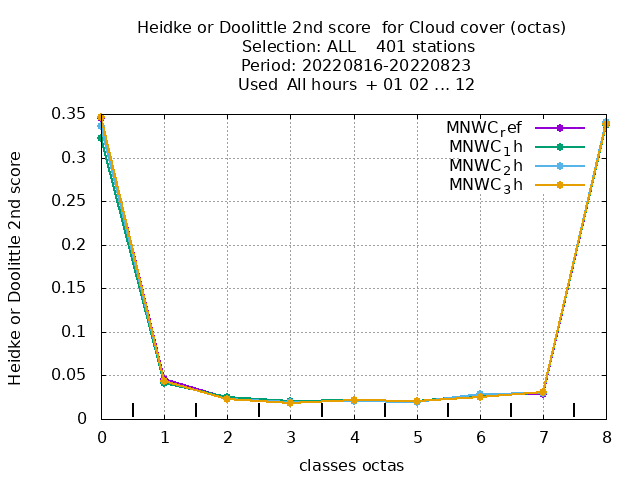 Heidke or Doolittle 2nd score  for Cloud cover (octas)
Selection: ALL    401 stations
Period: 20220816-20220823
Used  All hours  + 01 02 ... 12
Heidke or Doolittle 2nd score
0.35
0.3
0.25
0.2
0.15
0.1
0.05
0
MNWC_ref
MNWC_1h
MNWC_2h
MNWC_3h
0 1 2 3 4 5 6 7 8
classes octas